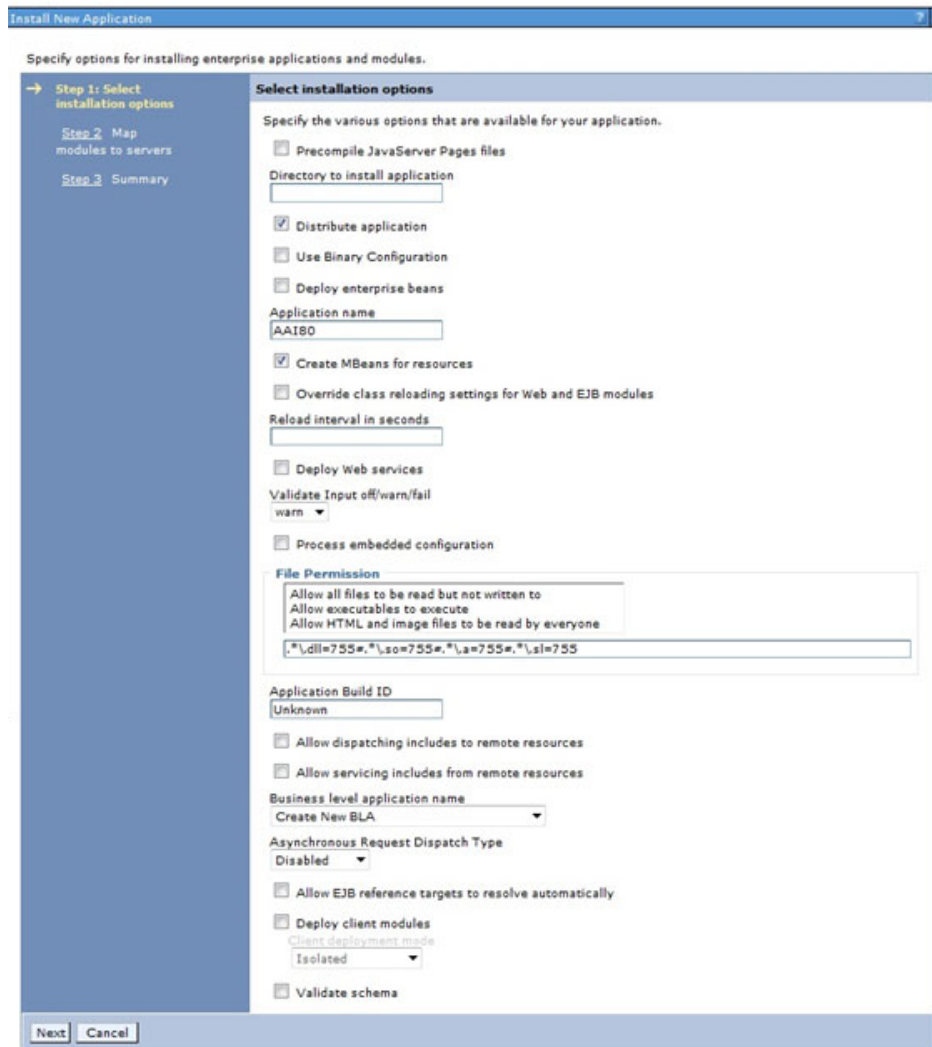 Install New Application
?
Specify options for installing enterprise applications and modules.
Step 1: Select
installation options
Step 2 Map
modules to servers
Step 3 Summary
Select installation options
Specify the various options that are available for your application.
Precompile JavaServer Pages files
Directory to install application
Distribute application
Use Binary Configuration
Deploy enterprise beans
Application name
AAI80
Create MBeans for resources
Override class reloading settings for Web and EJB modules
Reload interval in seconds
Deploy Web services
Validate Input off/warn/fail
warn
Process embedded configuration
File Permission
Allow all files to be read but not written to
Allow executables to execute
Allow HTML and image files to be read by everyone
.*\.dll=755#.*\.so=755#.*\.a=755#.*\.sl=755
Application Build ID
Unknown
Allow dispatching includes to remote resources
Allow servicing includes from remote resources
Business level application name
Create New BLA
Asynchronous Request Dispatch Type
Disabled
Allow EJB reference targets to resolve automatically
Deploy client modules
Client deployment mode
Isolated
Validate schema
Next Cancel